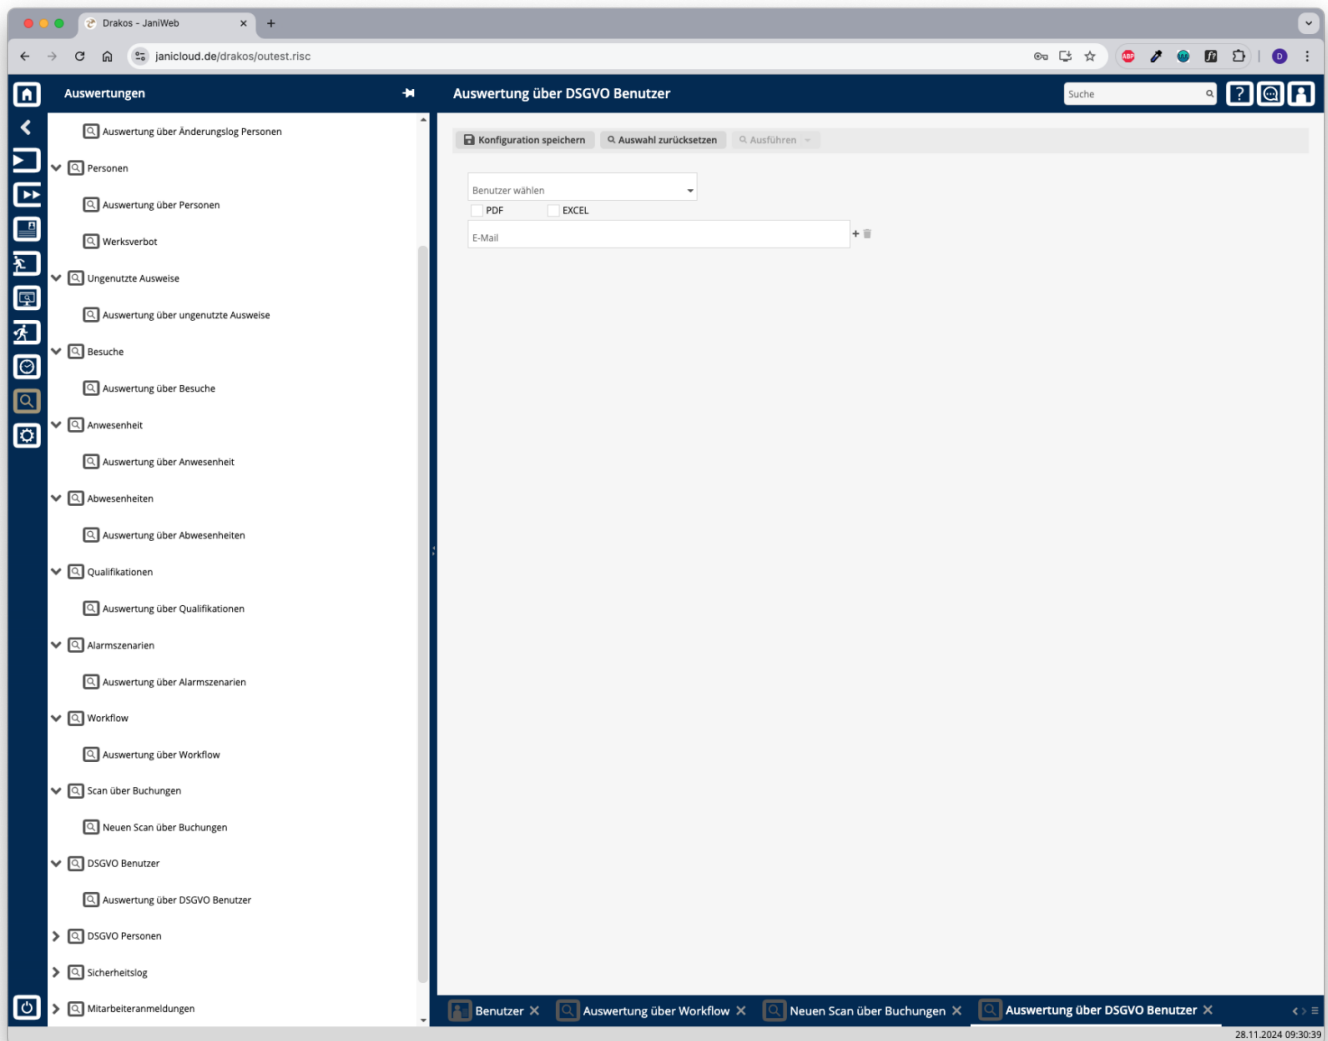 Drakos - JaniWeb
janicloud.de/drakos/outest.risc
ABP
D
Auswertungen
Auswertung über DSGVO Benutzer
Suche
?
Auswertung über Änderungslog Personen
Personen
Auswertung über Personen
Werksverbot
Ungenutzte Ausweise
Auswertung über ungenutzte Ausweise
Besuche
Auswertung über Besuche
Anwesenheit
Auswertung über Anwesenheit
Abwesenheiten
Auswertung über Abwesenheiten
Qualifikationen
Auswertung über Qualifikationen
Alarmszenarien
Auswertung über Alarmszenarien
Workflow
Auswertung über Workflow
Scan über Buchungen
Neuen Scan über Buchungen
DSGVO Benutzer
Auswertung über DSGVO Benutzer
DSGVO Personen
Sicherheitslog
Mitarbeiteranmeldungen
Konfiguration speichern Auswahl zurücksetzen Ausführen
Benutzer wählen
PDF EXCEL
E-Mail
Benutzer Auswertung über Workflow Neuen Scan über Buchungen Auswertung über DSGVO Benutzer
28.11.2024 09:30:39